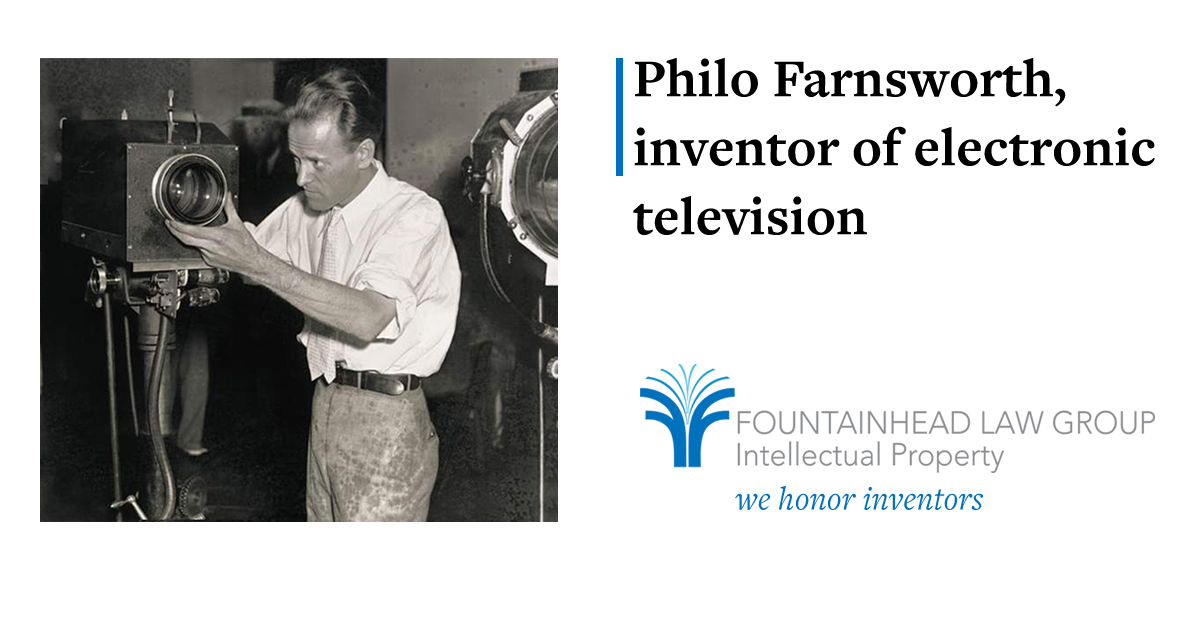 Philo Farnsworth,
inventor of electronic
television
FOUNTAINHEAD LAW GROUP
Intellectual Property
we honor inventors